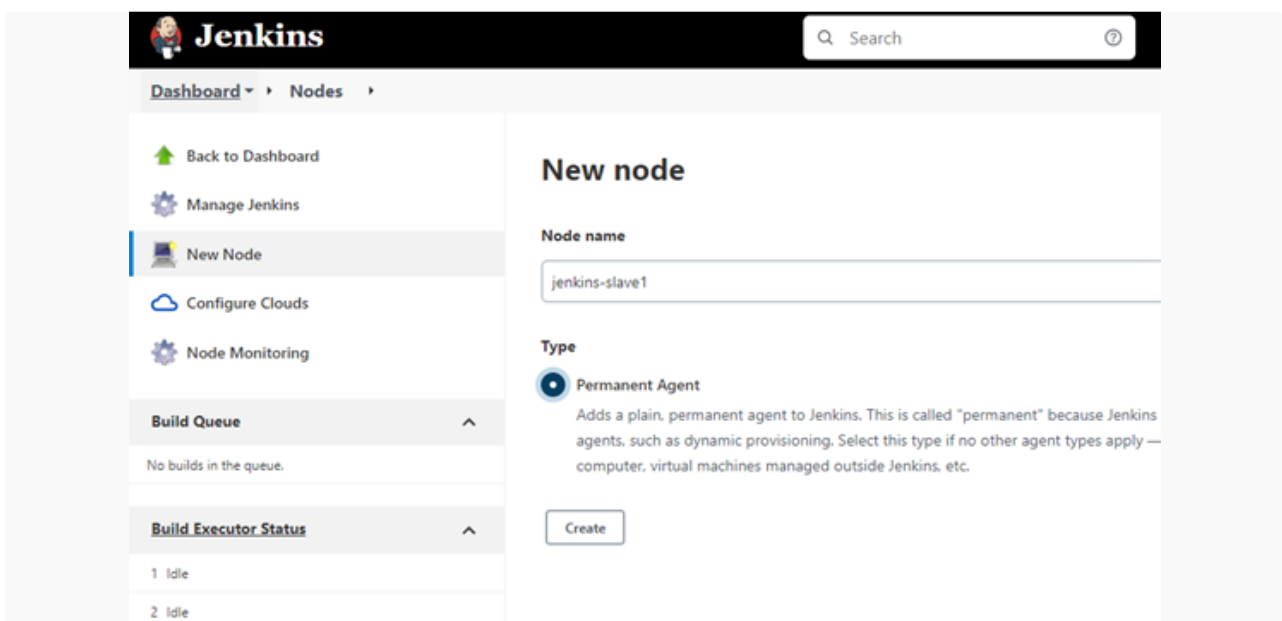 Jenkins
Search
Dashboard Nodes
Back to Dashboard
Manage Jenkins
New Node
Configure Clouds
Node Monitoring
Build Queue
No builds in the queue.
Build Executor Status
1 Idle
2 Idle
New node
Node name
jenkins-slave1
Type
Permanent Agent
Adds a plain, permanent agent to Jenkins. This is called "permanent" because Jenkins
agents, such as dynamic provisioning. Select this type if no other agent types apply —
computer, virtual machines managed outside Jenkins, etc.
Create